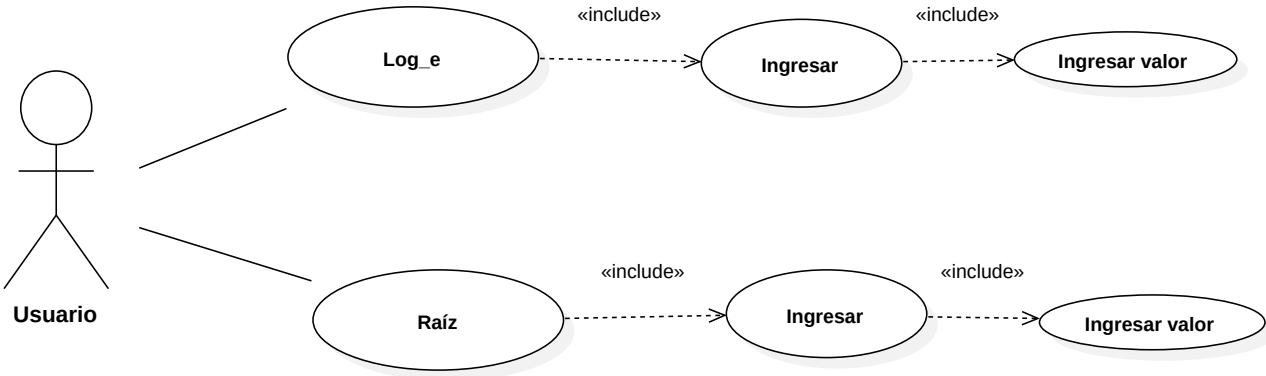 «include»
«include»
Log_e
Ingresar
Ingresar valor
Usuario
«include»
«include»
Raíz
Ingresar
Ingresar valor